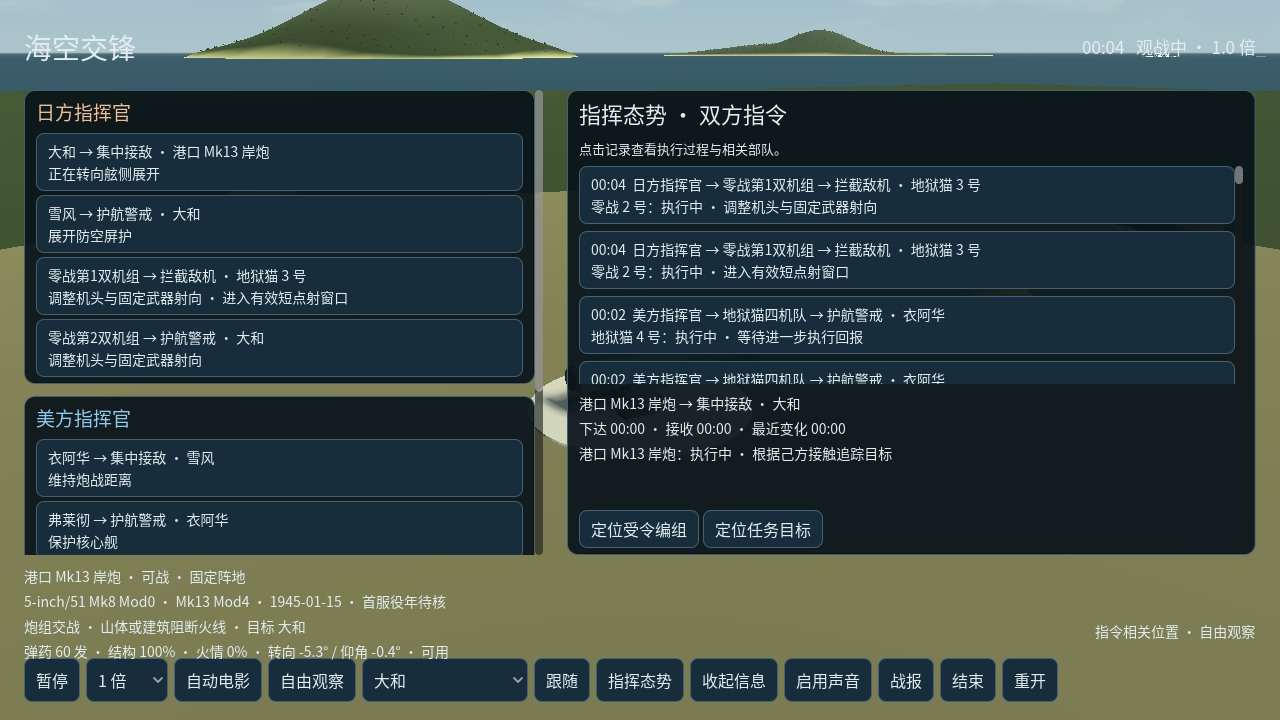 海空交锋
00:04 观战中 · 1.0 倍
日方指挥官
大和 → 集中接敌 · 港口 Mk13 岸炮
正在转向舷侧展开
雪风 → 护航警戒 · 大和
展开防空屏护
零战第1双机组 → 拦截敌机 · 地狱猫 3 号
调整机头与固定武器射向 · 进入有效短点射窗口
零战第2双机组 → 护航警戒 · 大和
调整机头与固定武器射向
美方指挥官
衣阿华 → 集中接敌 · 雪风
维持炮战距离
弗莱彻 → 护航警戒 · 衣阿华
保护核心舰
指挥态势 · 双方指令
点击记录查看执行过程与相关部队。
00:04 日方指挥官 → 零战第1双机组 → 拦截敌机 · 地狱猫 3 号
零战 2 号：执行中 · 调整机头与固定武器射向
00:04 日方指挥官 → 零战第1双机组 → 拦截敌机 · 地狱猫 3 号
零战 2 号：执行中 · 进入有效短点射窗口
00:02 美方指挥官 → 地狱猫四机队 → 护航警戒 · 衣阿华
地狱猫 4 号：执行中 · 等待进一步执行回报
00:02 美方指挥官 → 地狱猫四机队 → 护航警戒 · 衣阿华
港口 Mk13 岸炮 → 集中接敌 · 大和
下达 00:00 · 接收 00:00 · 最近变化 00:00
港口 Mk13 岸炮：执行中 · 根据己方接触追踪目标
定位受令编组 定位任务目标
港口 Mk13 岸炮 · 可战 · 固定阵地
5-inch/51 Mk8 Mod0 · Mk13 Mod4 · 1945-01-15 · 首服役年待核
炮组交战 · 山体或建筑阻断火线 · 目标 大和
弹药 60 发 · 结构 100% · 火情 0% · 转向 -5.3° / 仰角 -0.4° · 可用
指令相关位置 · 自由观察
暂停 1 倍 自动电影 自由观察 大和 跟随 指挥态势 收起信息 启用声音 战报 结束 重开